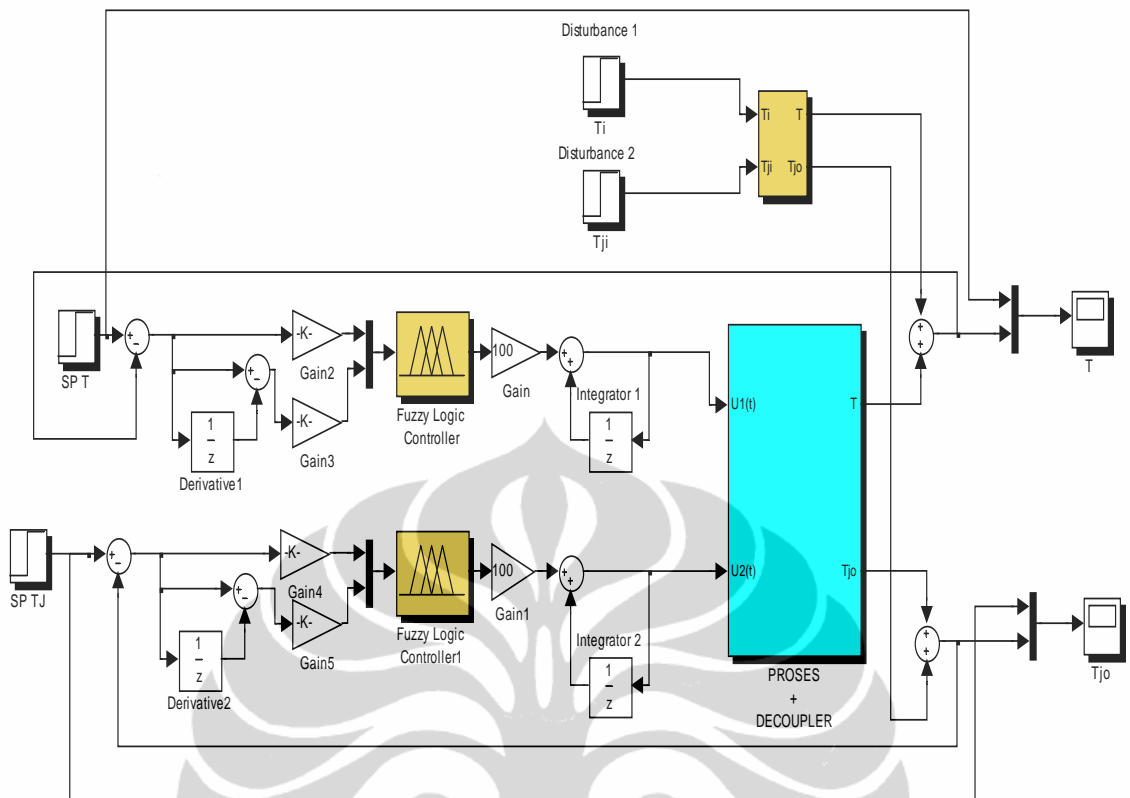 Disturbance 1
Ti
Disturbance 2
Tji
Ti T
Tji Tjo
SP T
+
-
-K-
Gain2
+
-
-K-
Gain3
1
z
Derivative1
Fuzzy Logic
Controller
100
Gain
+
+
Integrator 1
1
z
U1(t)
T
U2(t)
Tjo
PROSES
+
DECOUPLER
+
+
T
SP TJ
+
-
-K-
Gain4
+
-
-K-
Gain5
1
z
Derivative2
Fuzzy Logic
Controller1
100
Gain1
+
+
Integrator 2
1
z
+
+
Tjo